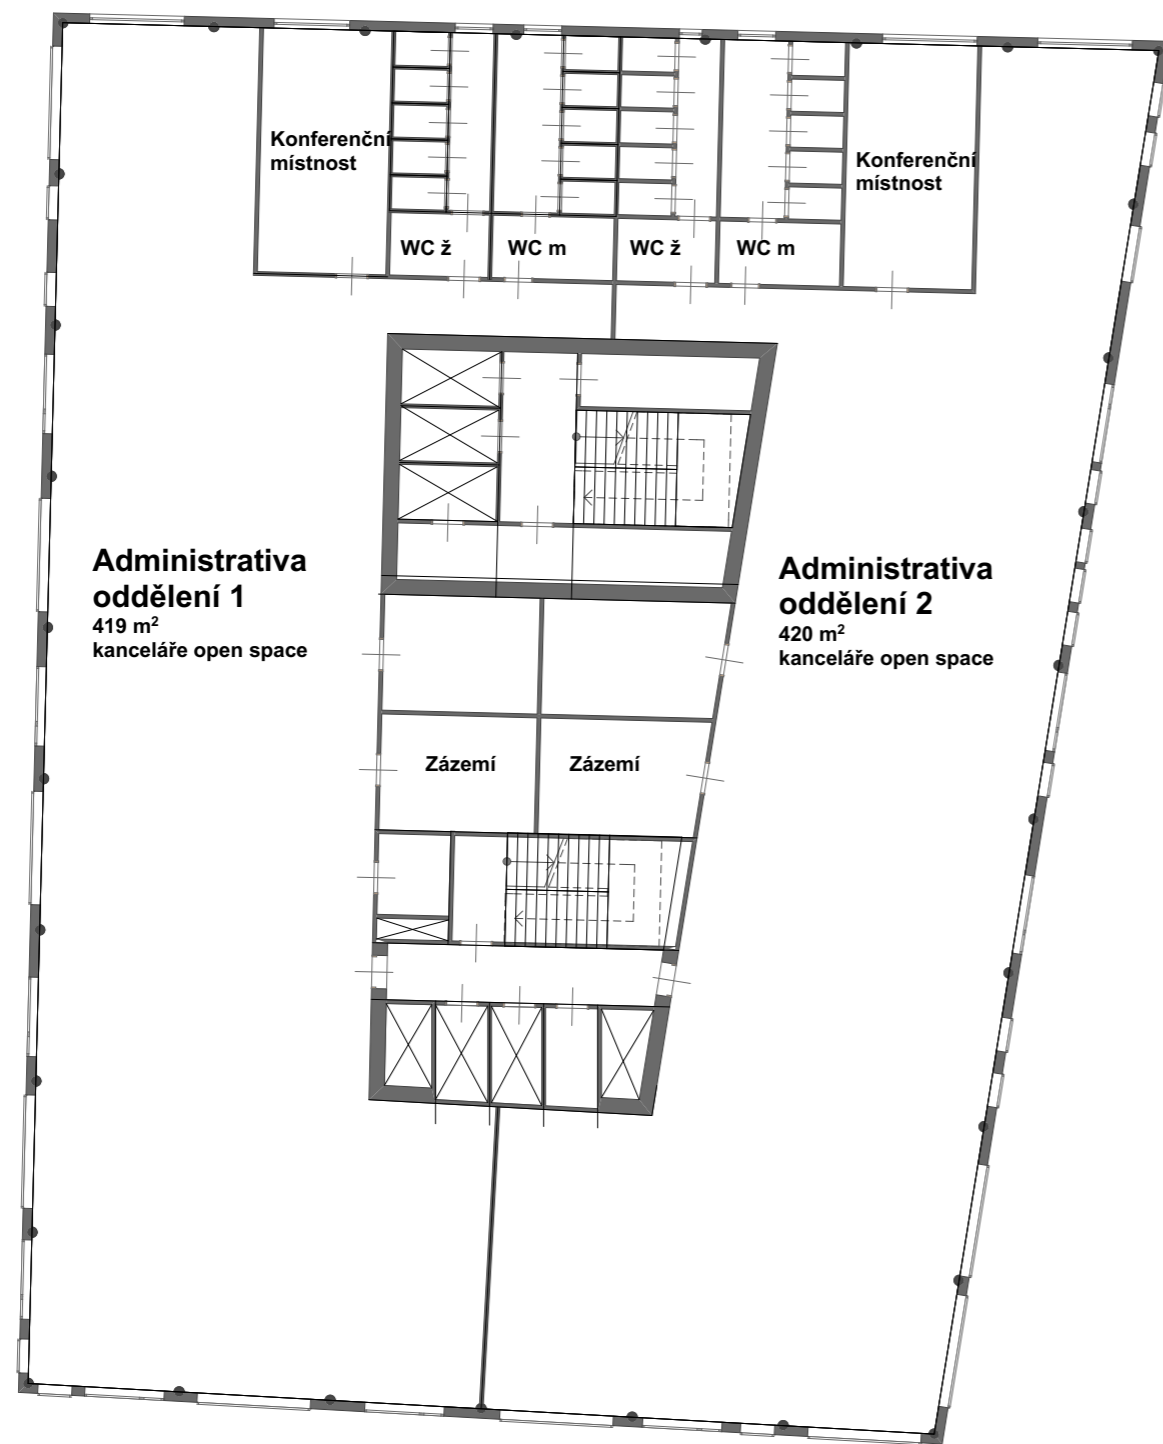 Konferenční
místnost
Konferenční
místnost
WC ž
WC m
WC ž
WC m
Administrativa
oddělení 1
419 m²
kanceláře open space
Administrativa
oddělení 2
420 m²
kanceláře open space
Zázemí
Zázemí